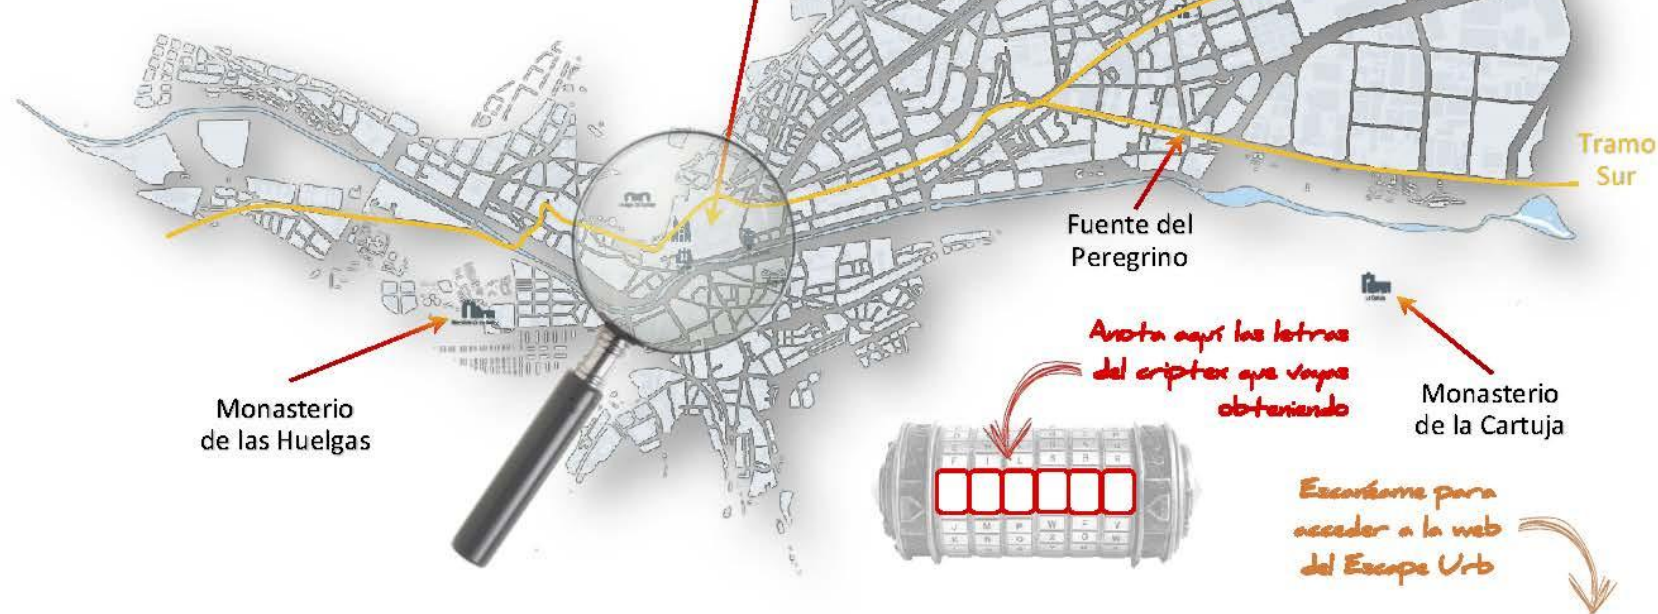 Tramo
Sur
Fuente del
Peregrino
Anota aquí las letras
del criptex que vayas
obteniendo
Monasterio
de las Huelgas
Monasterio
de la Cartuja
Escanéame para
acceder a la web
del Escape Urb